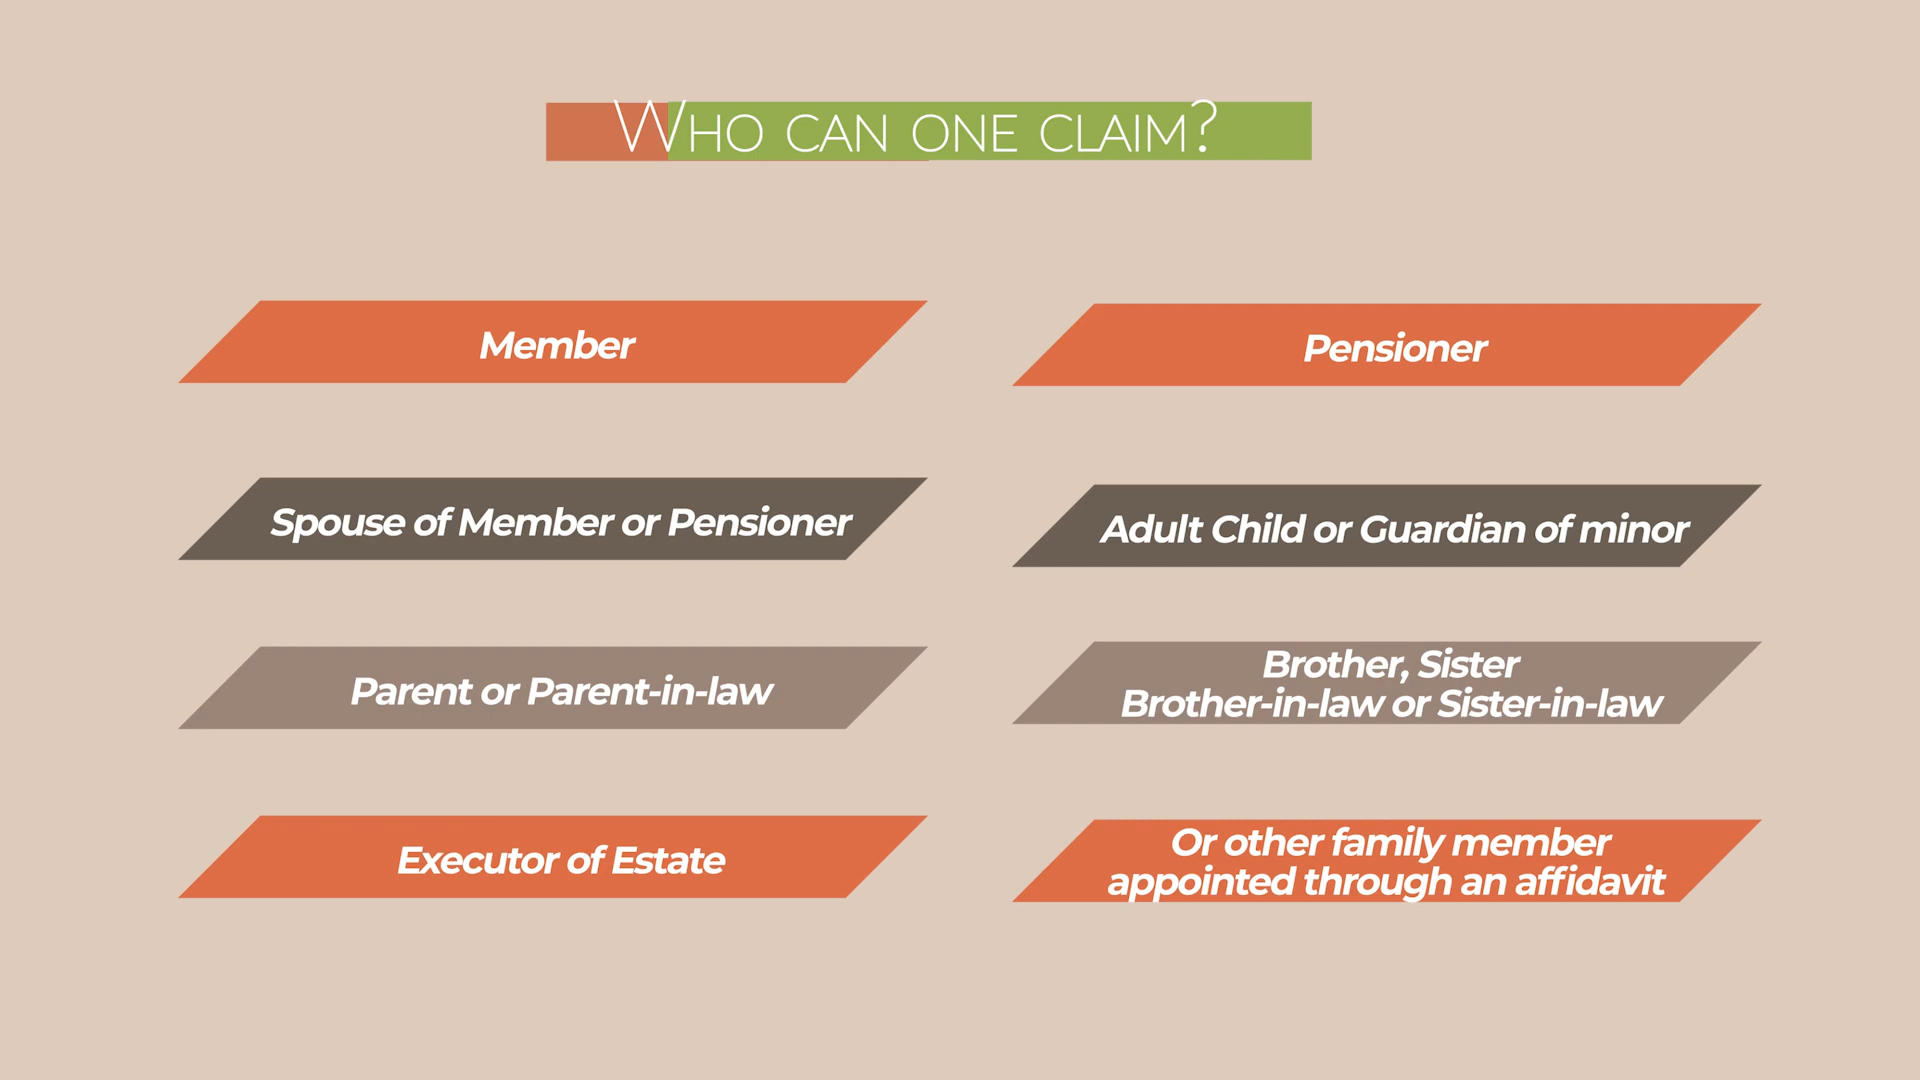 Who can one claim?
Member
Pensioner
Spouse of Member or Pensioner
Adult Child or Guardian of minor
Parent or Parent-in-law
Brother, Sister
Brother-in-law or Sister-in-law
Executor of Estate
Or other family member
appointed through an affidavit